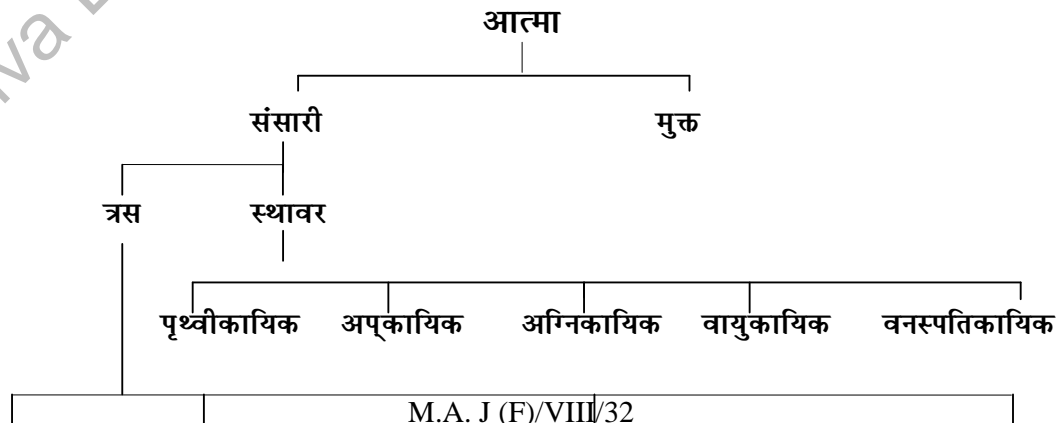 आत्मा
संसारी मुक्त
त्रस स्थावर
पृथ्वीकायिक अप्कायिक अग्निकायिक वायुकायिक वनस्पतिकायिक
M.A. J (F)/VIII/32